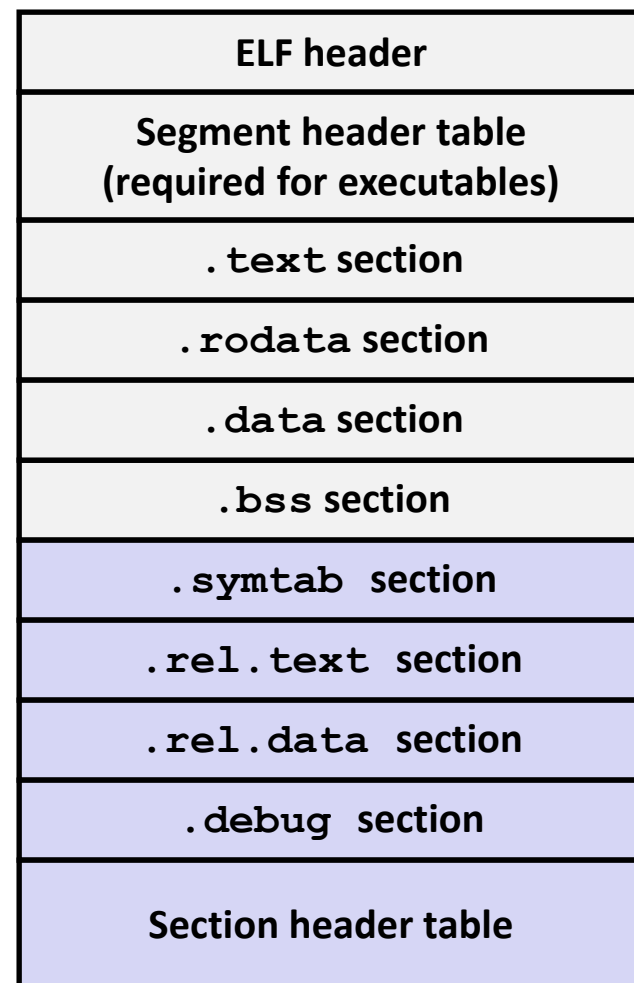 ELF header
Segment header table
(required for executables)
.text section
.rodata section
.data section
.bss section
.symtab section
.rel.text section
.rel.data section
.debug section
Section header table